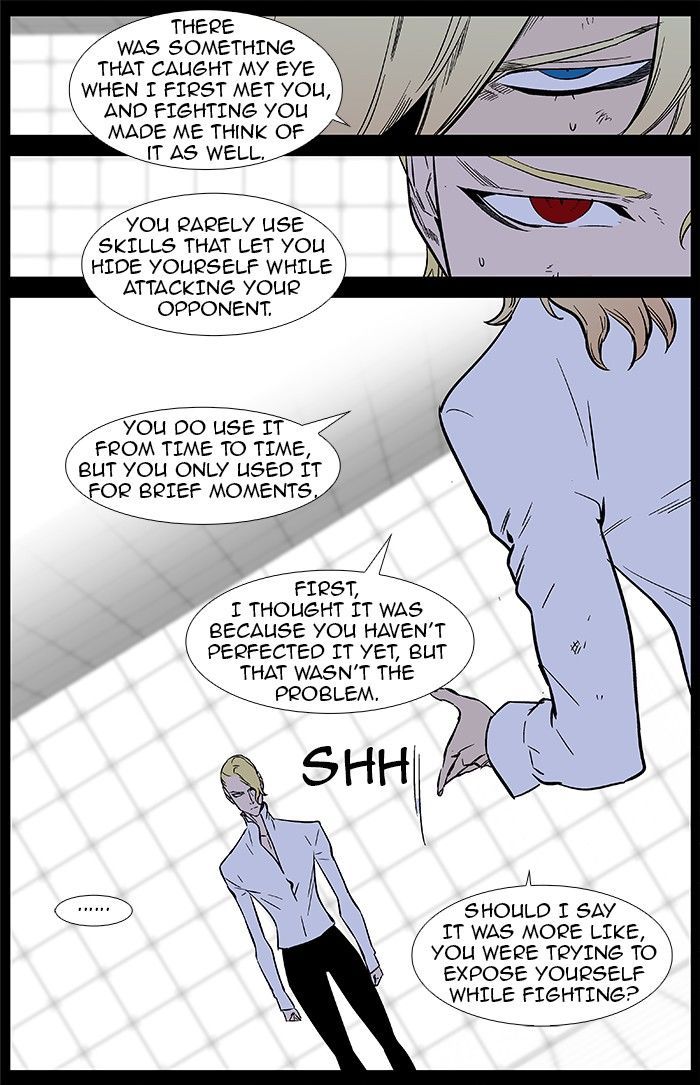 THERE
WAS SOMETHING
THAT CAUGHT MY EYE
WHEN I FIRST MET YOU,
AND FIGHTING YOU
MADE ME THINK OF
IT AS WELL.
YOU RARELY USE
SKILLS THAT LET YOU
HIDE YOURSELF WHILE
ATTACKING YOUR
OPPONENT.
YOU DO USE IT
FROM TIME TO TIME,
BUT YOU ONLY USED IT
FOR BRIEF MOMENTS.
FIRST,
I THOUGHT IT WAS
BECAUSE YOU HAVEN'T
PERFECTED IT YET, BUT
THAT WASN'T THE
PROBLEM.
SHH
......
SHOULD I SAY
IT WAS MORE LIKE,
YOU WERE TRYING TO
EXPOSE YOURSELF
WHILE FIGHTING?